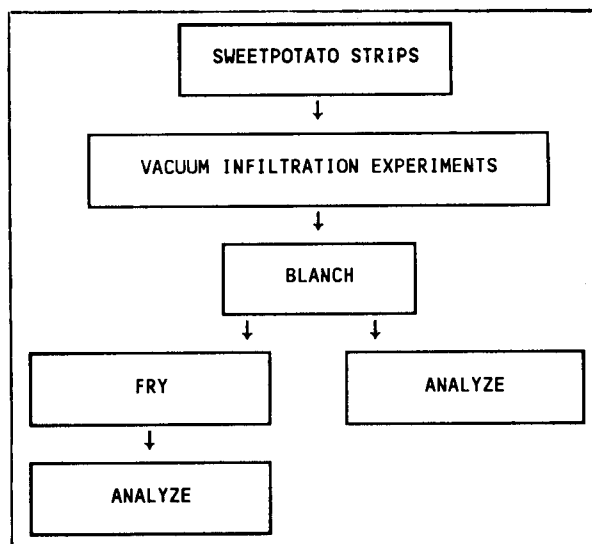 SWEETPOTATO STRIPS
↓
VACUUM INFILTRATION EXPERIMENTS
↓
BLANCH
↓ ↓
FRY
ANALYZE
↓
ANALYZE